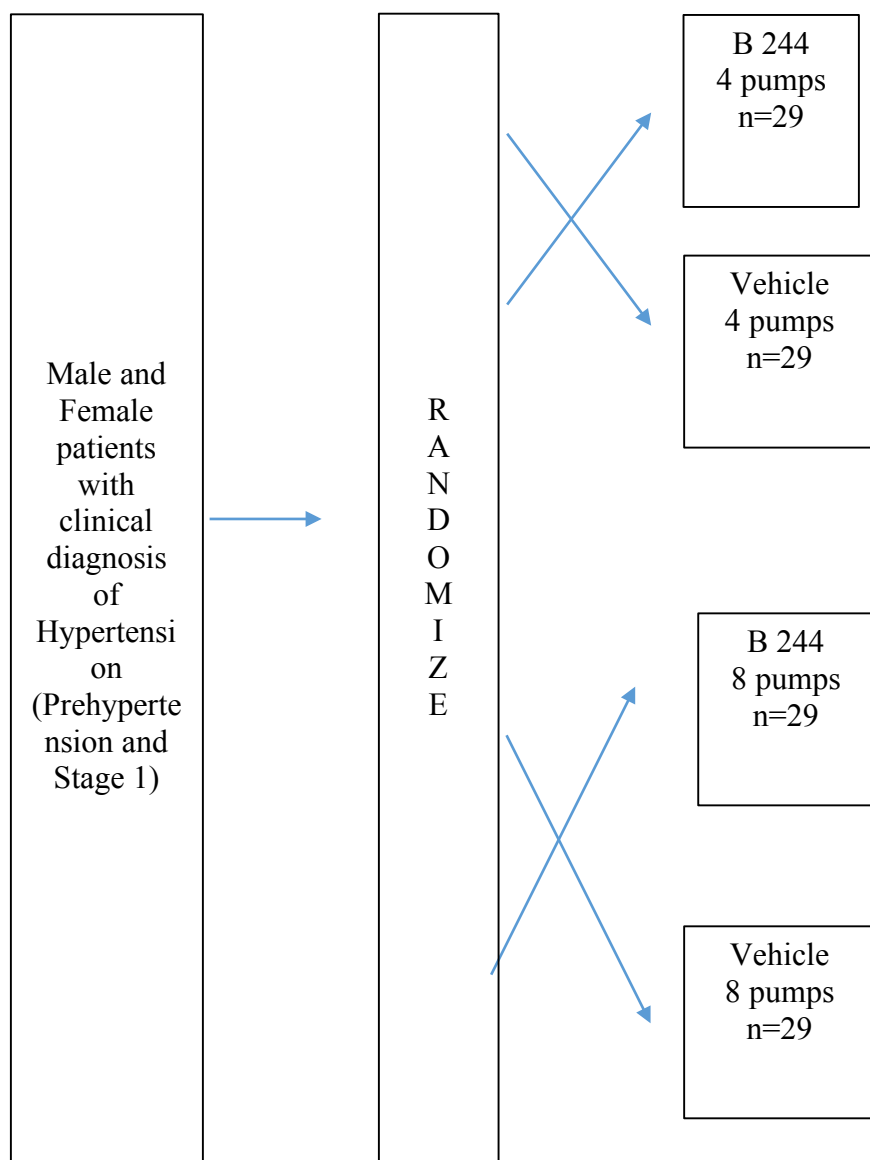 Male and
Female
patients
with
clinical
diagnosis
of
Hypertensi
on
(Prehyperte
nsion and
Stage 1)
R
A
N
D
O
M
I
Z
E
B 244
4 pumps
n=29
Vehicle
4 pumps
n=29
B 244
8 pumps
n=29
Vehicle
8 pumps
n=29